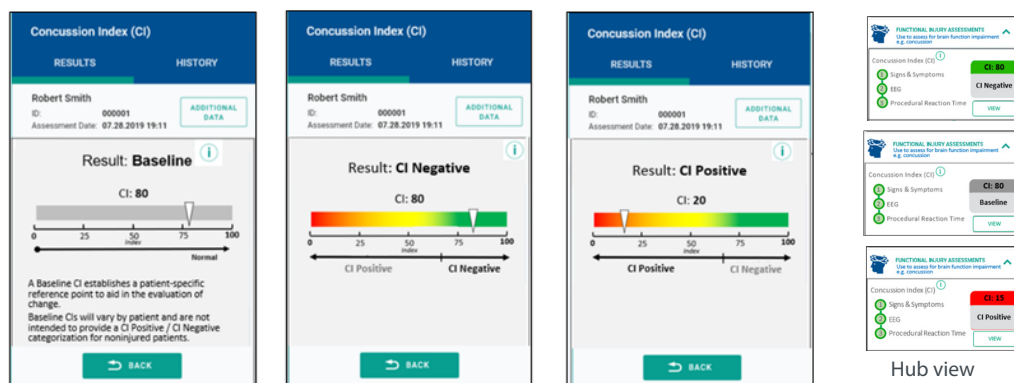 Concussion Index (CI)
RESULTS HISTORY
Robert Smith
ID: 000001
Assessment Date: 07.28.2019 19:11
ADDITIONAL
DATA
Result: Baseline i
CI: 80
0 25 50 75 100
Index
Normal
A Baseline CI establishes a patient-specific
reference point to aid in the evaluation of
change.
Baseline CIs will vary by patient and are not
intended to provide a CI Positive / CI Negative
categorization for noninjured patients.
BACK
Concussion Index (CI)
RESULTS HISTORY
Robert Smith
ID: 000001
Assessment Date: 07.28.2019 19:11
ADDITIONAL
DATA
i
Result: CI Negative
CI: 80
0 25 50 75 100
Index
CI Positive CI Negative
BACK
Concussion Index (CI)
RESULTS HISTORY
Robert Smith
ID: 000001
Assessment Date: 07.28.2019 19:11
ADDITIONAL
DATA
i
Result: CI Positive
CI: 20
0 25 50 75 100
Index
CI Positive CI Negative
BACK
FUNCTIONAL INJURY ASSESSMENTS
Use to assess for brain function impairment
e.g. concussion
Concussion Index (CI) i
1 Signs & Symptoms
2 EEG
3 Procedural Reaction Time
CI: 80
CI Negative
VIEW
FUNCTIONAL INJURY ASSESSMENTS
Use to assess for brain function impairment
e.g. concussion
Concussion Index (CI) i
1 Signs & Symptoms
2 EEG
3 Procedural Reaction Time
CI: 80
Baseline
VIEW
FUNCTIONAL INJURY ASSESSMENTS
Use to assess for brain function impairment
e.g. concussion
Concussion Index (CI) i
1 Signs & Symptoms
2 EEG
3 Procedural Reaction Time
CI: 15
CI Positive
VIEW
Hub view